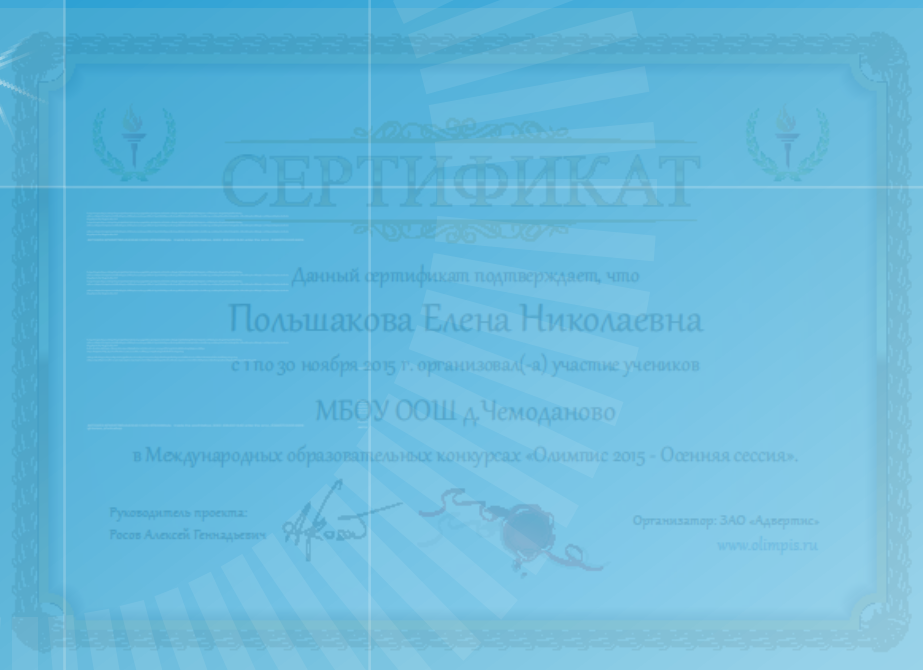 СЕРТИФИКАТ
Данный сертификат подтверждает, что
Польшакова Елена Николаевна
с 1 по 30 ноября 2015 г. организовал(-а) участие учеников
МБОУ ООШ д.Чемоданово
в Международных образовательных конкурсах «Олимпис 2015 - Осенняя сессия».
Руководитель проекта:
Росов Алексей Геннадьевич
Организатор: ЗАО «Адвертис»
www.olimpis.ru